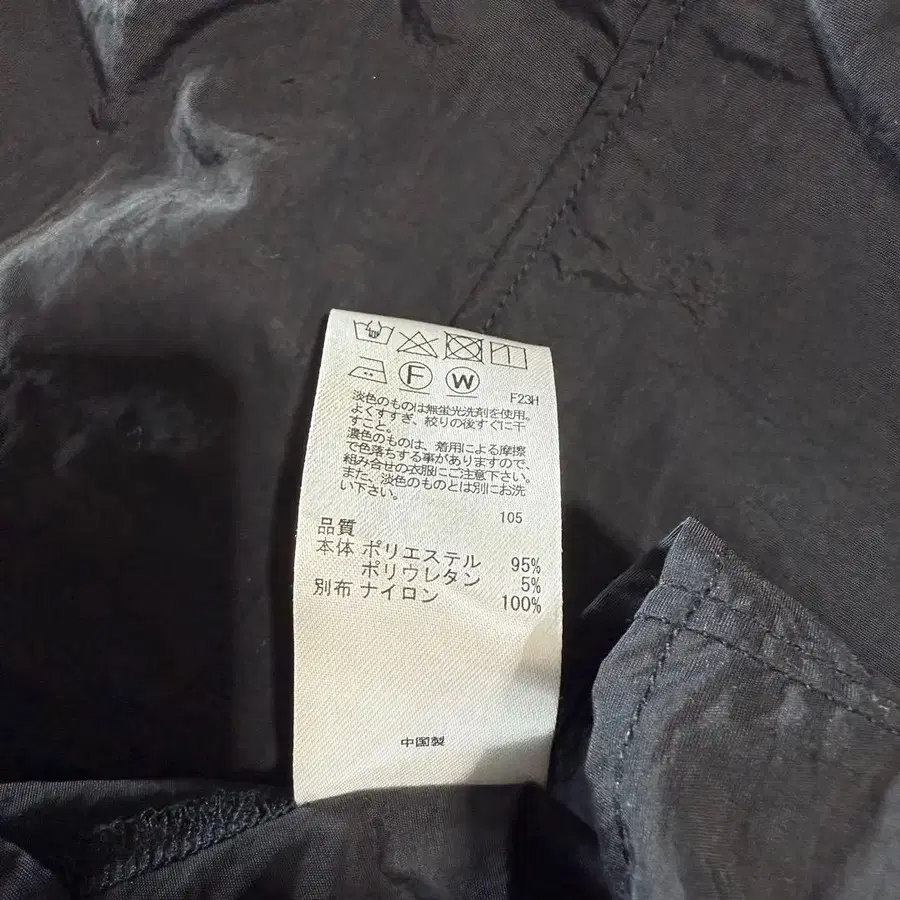 F W F23H
淡色のものは無蛍光洗剤を使用。
よくすすぎ、絞りの後すぐに干
すこと。
濃色のものは、着用による摩擦
で色落ちする事がありますので、
組み合せの衣服にご注意下さい。
又、淡色のものとは別にお洗
い下さい。
105
品質
本体 ポリエステル 95%
ポリウレタン 5%
別布 ナイロン 100%
中国製